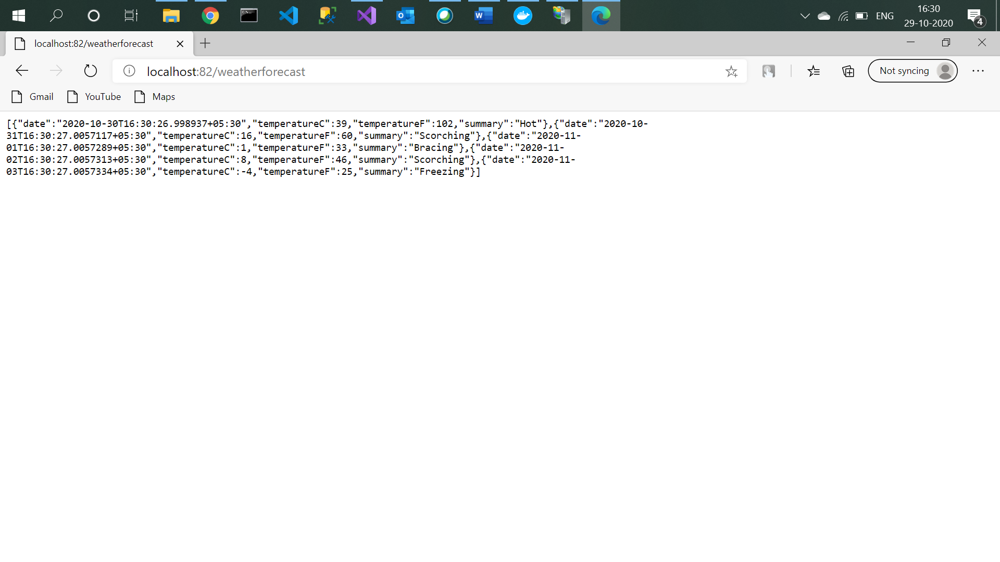 ENG
16:30
29-10-2020
4
localhost:82/weatherforecast
localhost:82/weatherforecast
Not syncing
Gmail
YouTube
Maps
[{"date":"2020-10-30T16:30:26.998937+05:30","temperatureC":39,"temperatureF":102,"summary":"Hot"},{"date":"2020-10-
31T16:30:27.0057117+05:30","temperatureC":16,"temperatureF":60,"summary":"Scorching"},{"date":"2020-11-
01T16:30:27.0057289+05:30","temperatureC":1,"temperatureF":33,"summary":"Bracing"},{"date":"2020-11-
02T16:30:27.0057313+05:30","temperatureC":8,"temperatureF":46,"summary":"Scorching"},{"date":"2020-11-
03T16:30:27.0057334+05:30","temperatureC":-4,"temperatureF":25,"summary":"Freezing"}]